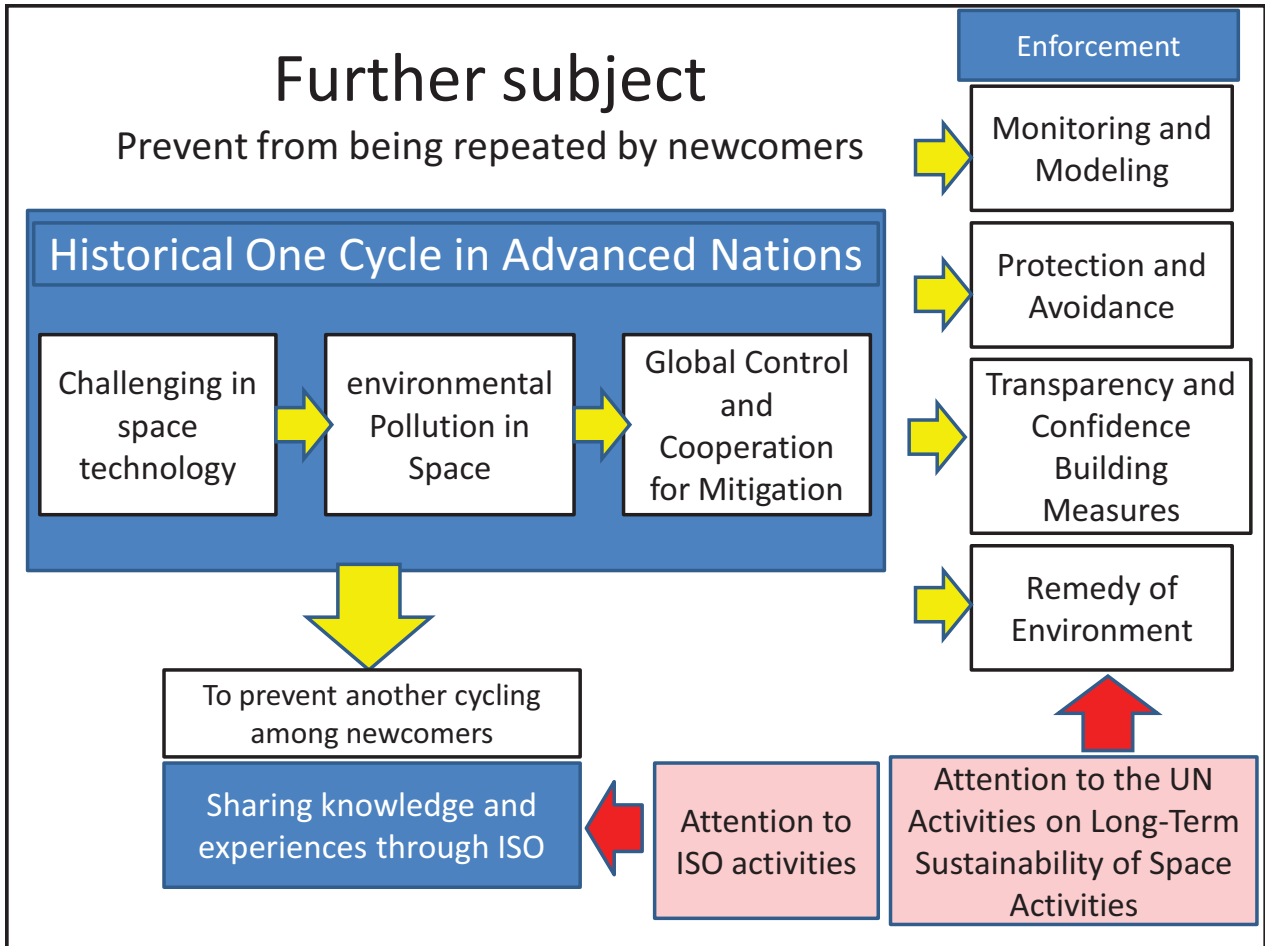 Further subject
Prevent from being repeated by newcomers
Historical One Cycle in Advanced Nations
Challenging in
space
technology
environmental
Pollution in
Space
Global Control
and
Cooperation
for Mitigation
To prevent another cycling
among newcomers
Sharing knowledge and
experiences through ISO
Attention to
ISO activities
Enforcement
Monitoring and
Modeling
Protection and
Avoidance
Transparency and
Confidence
Building
Measures
Remedy of
Environment
Attention to the UN
Activities on Long-Term
Sustainability of Space
Activities